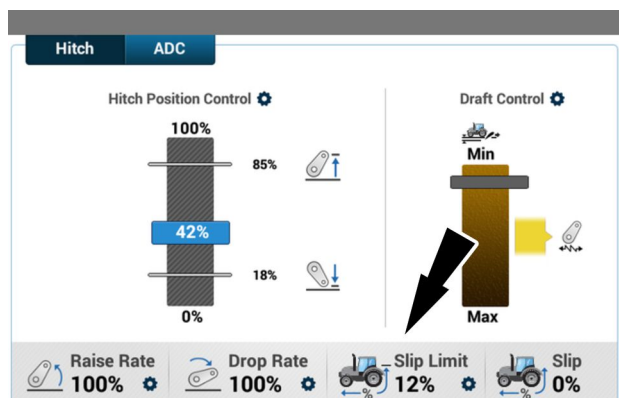 Hitch
ADC
Hitch Position Control
100%
85%
42%
18%
0%
Draft Control
Min
Max
Raise Rate
100%
Drop Rate
100%
Slip Limit
12%
%
Slip
0%
%